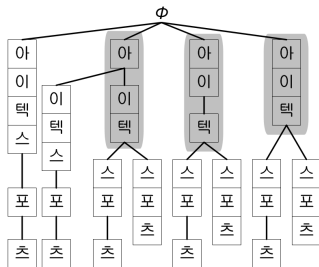 Φ
아 아 아 아
이 이 이
이 이
텍 텍
텍 텍 텍
스
스
스 스 스 스 스 스
포 포 포 포 포 포 포 포
츠 츠 츠
츠 츠 츠 츠 츠